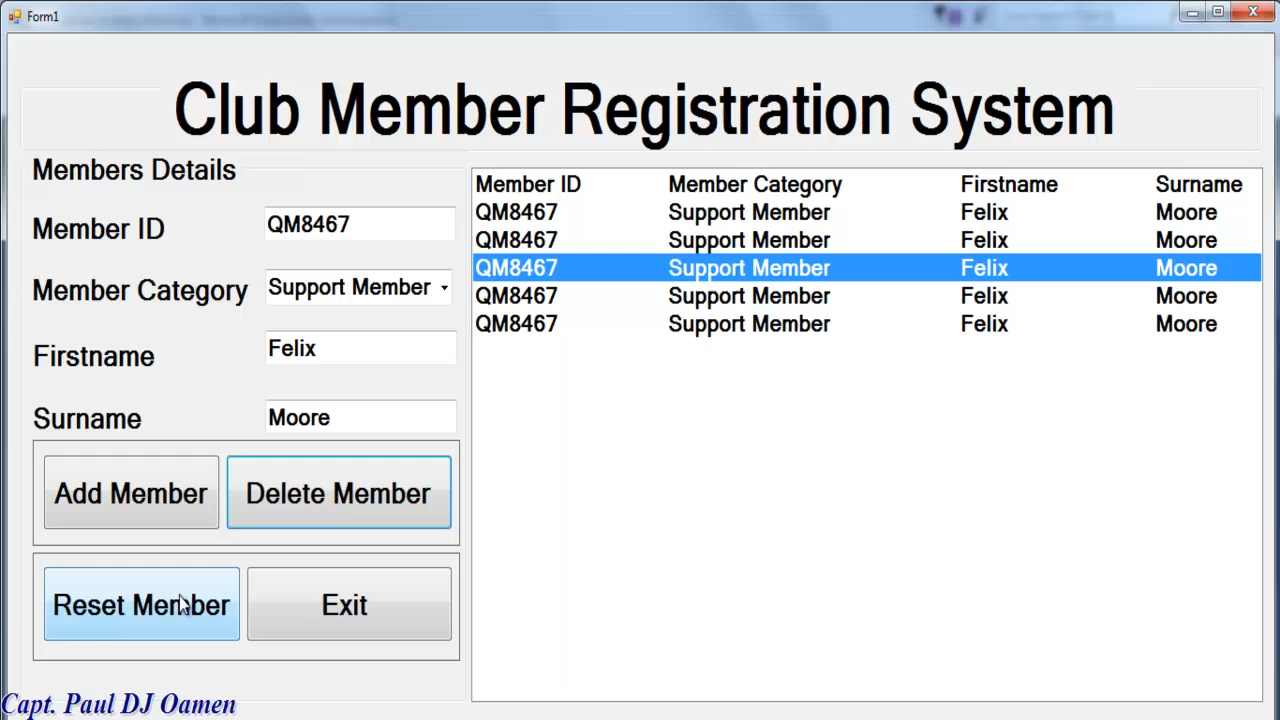 Form1
Club Member Registration System
Members Details
Member ID QM8467
Member Category Support Member
Firstname Felix
Surname Moore
Add Member Delete Member
Reset Member Exit
Member ID Member Category Firstname Surname
QM8467 Support Member Felix Moore
QM8467 Support Member Felix Moore
QM8467 Support Member Felix Moore
QM8467 Support Member Felix Moore
QM8467 Support Member Felix Moore
Capt. Paul DJ Oamen